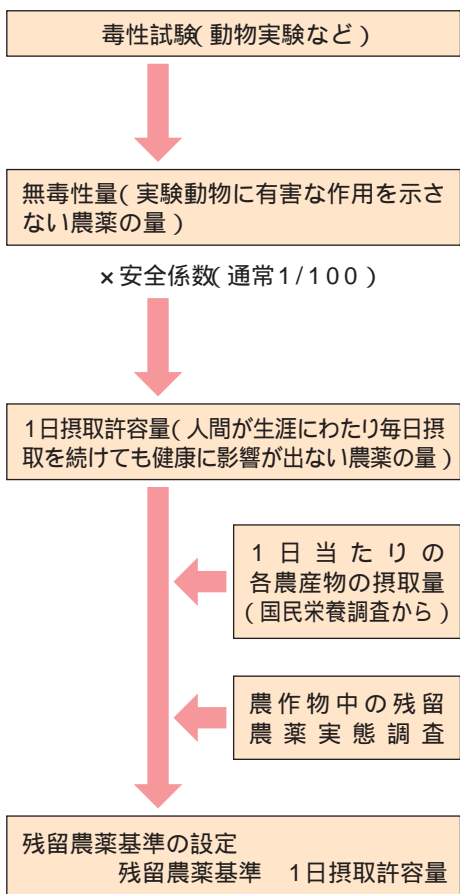 毒性試験(動物実験など)
無毒性量(実験動物に有害な作用を示さ
ない農薬の量)
×安全係数(通常1/100)
1日摂取許容量(人間が生涯にわたり毎日摂
取を続けても健康に影響が出ない農薬の量)
1日当たりの
各農産物の摂取量
(国民栄養調査から)
農作物中の残留
農薬実態調査
残留農薬基準の設定
残留農薬基準 1日摂取許容量